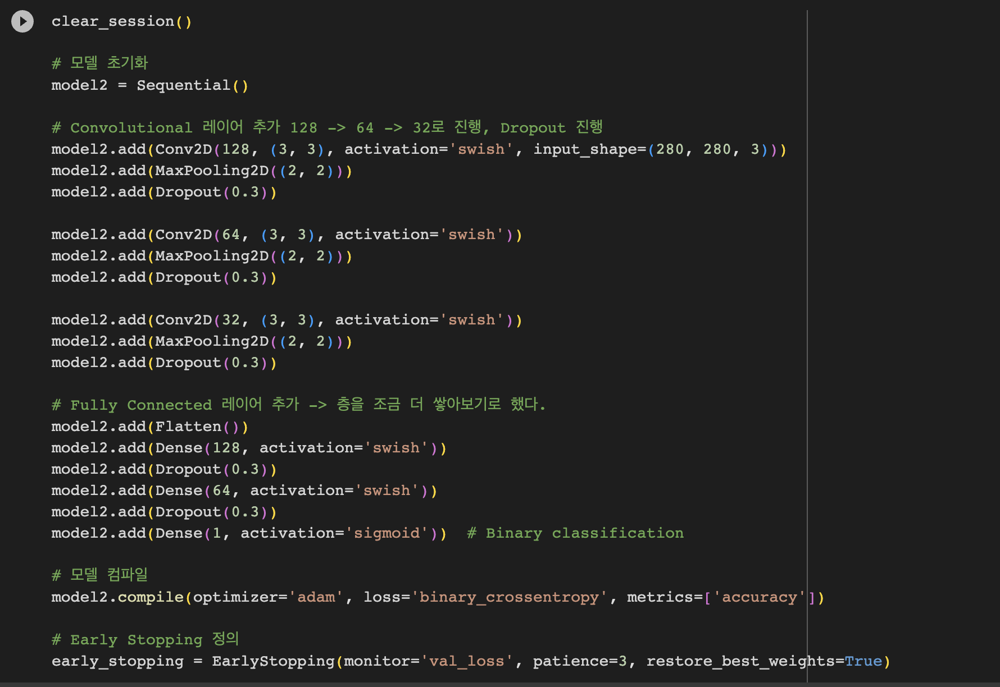 clear_session()
# 모델 초기화
model2 = Sequential()
# Convolutional 레이어 추가 128 -> 64 -> 32로 진행, Dropout 진행
model2.add(Conv2D(128, (3, 3), activation='swish', input_shape=(280, 280, 3)))
model2.add(MaxPooling2D((2, 2)))
model2.add(Dropout(0.3))
model2.add(Conv2D(64, (3, 3), activation='swish'))
model2.add(MaxPooling2D((2, 2)))
model2.add(Dropout(0.3))
model2.add(Conv2D(32, (3, 3), activation='swish'))
model2.add(MaxPooling2D((2, 2)))
model2.add(Dropout(0.3))
# Fully Connected 레이어 추가 -> 층을 조금 더 쌓아보기로 했다.
model2.add(Flatten())
model2.add(Dense(128, activation='swish'))
model2.add(Dropout(0.3))
model2.add(Dense(64, activation='swish'))
model2.add(Dropout(0.3))
model2.add(Dense(1, activation='sigmoid'))  # Binary classification
# 모델 컴파일
model2.compile(optimizer='adam', loss='binary_crossentropy', metrics=['accuracy'])
# Early Stopping 정의
early_stopping = EarlyStopping(monitor='val_loss', patience=3, restore_best_weights=True)